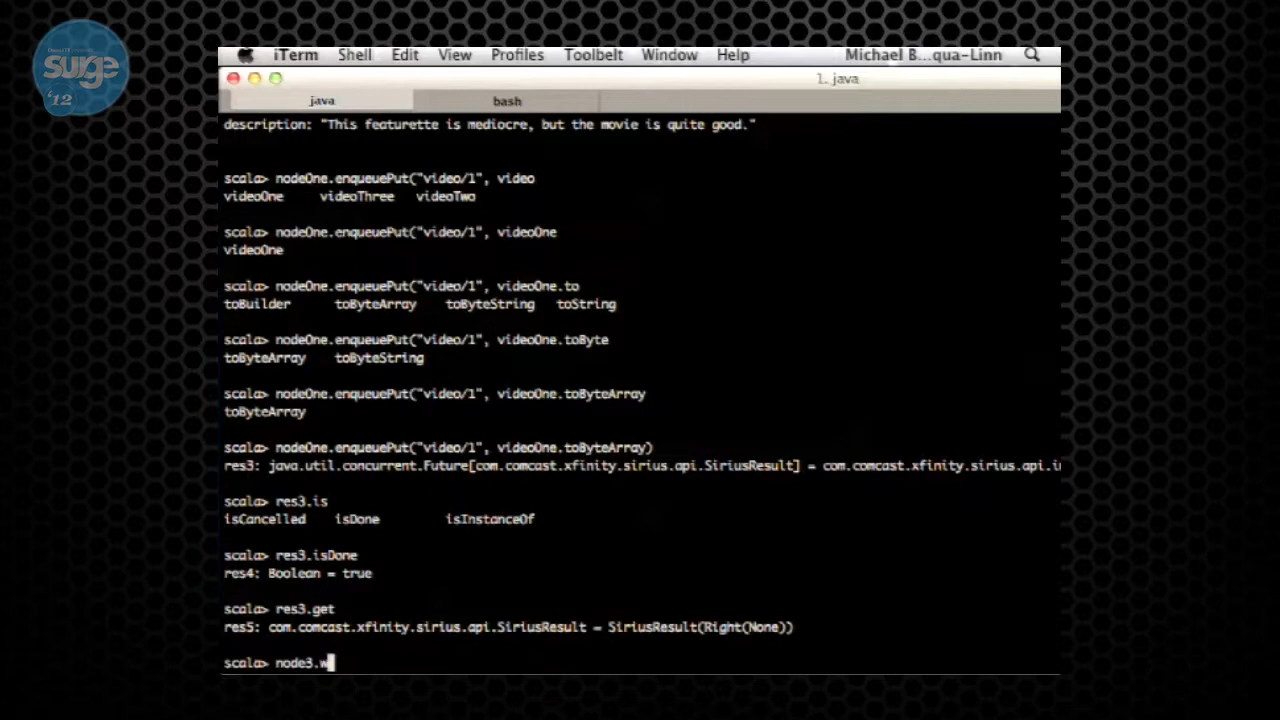 surge
'12
iTerm Shell Edit View Profiles Toolbelt Window Help Michael B...qua-Linn
1. java
java bash
description: "This featurette is mediocre, but the movie is quite good."
scala> nodeOne.enqueuePut("video/1", video
videoOne videoThree videoTwo
scala> nodeOne.enqueuePut("video/1", videoOne
videoOne
scala> nodeOne.enqueuePut("video/1", videoOne.to
toBuilder toByteArray toByteString toString
scala> nodeOne.enqueuePut("video/1", videoOne.toByte
toByteArray toByteString
scala> nodeOne.enqueuePut("video/1", videoOne.toByteArray
toByteArray
scala> nodeOne.enqueuePut("video/1", videoOne.toByteArray)
res3: java.util.concurrent.Future[com.comcast.xfinity.sirius.api.SiriusResult] = com.comcast.xfinity.sirius.api.i
scala> res3.is
isCancelled isDone isInstanceOf
scala> res3.isDone
res4: Boolean = true
scala> res3.get
res5: com.comcast.xfinity.sirius.api.SiriusResult = SiriusResult(Right(None))
scala> node3.w